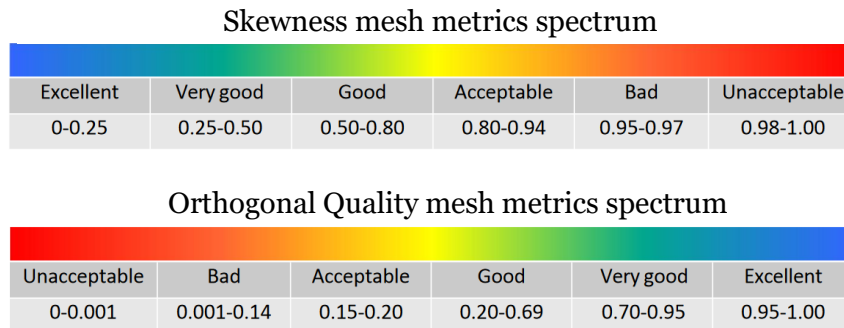 Skewness mesh metrics spectrum
Excellent Very good Good Acceptable Bad Unacceptable
0-0.25 0.25-0.50 0.50-0.80 0.80-0.94 0.95-0.97 0.98-1.00
Orthogonal Quality mesh metrics spectrum
Unacceptable Bad Acceptable Good Very good Excellent
0-0.001 0.001-0.14 0.15-0.20 0.20-0.69 0.70-0.95 0.95-1.00